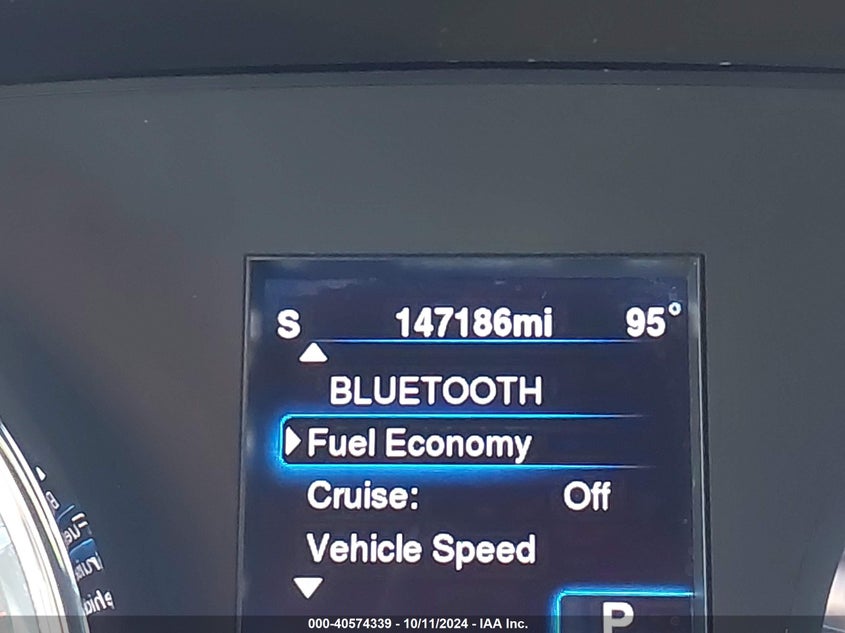 S 147186mi 95°
BLUETOOTH
Fuel Economy
Cruise: Off
Vehicle Speed
P
000-40574339 - 10/11/2024 - IAA Inc.